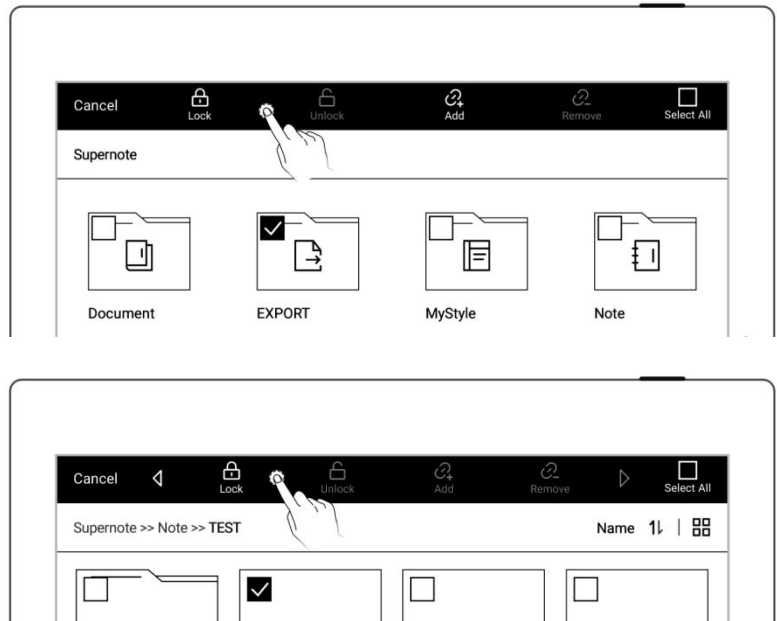 Cancel Lock Unlock Add Remove Select All
Supernote
Document EXPORT MyStyle Note
Cancel Lock Unlock Add Remove Select All
Supernote >> Note >> TEST Name